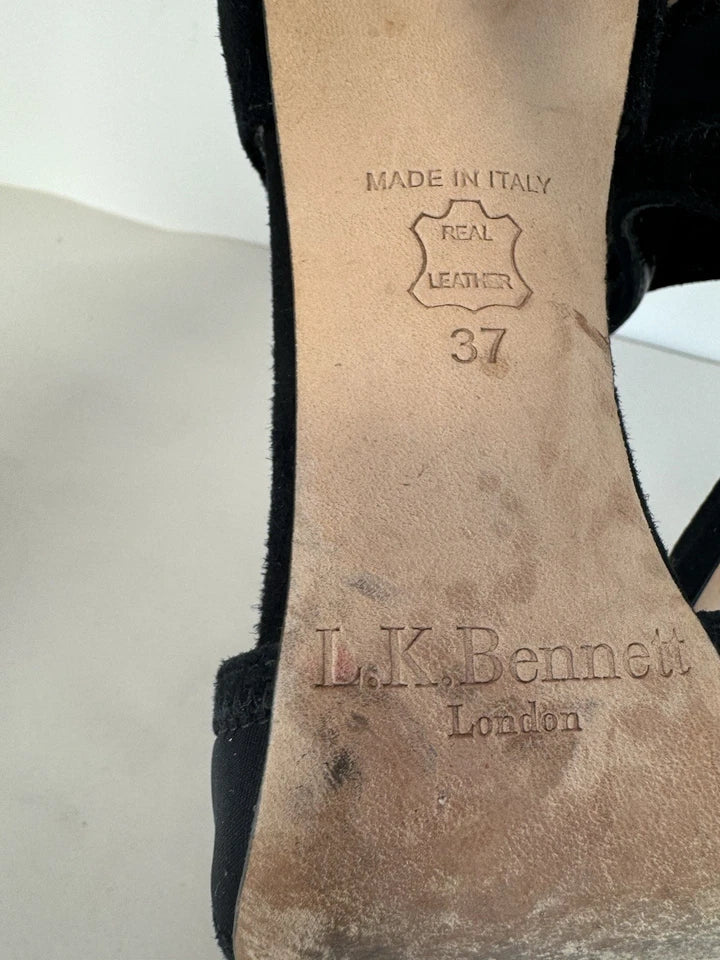 MADE IN ITALY
REAL
LEATHER
37
L.K.Bennett
London